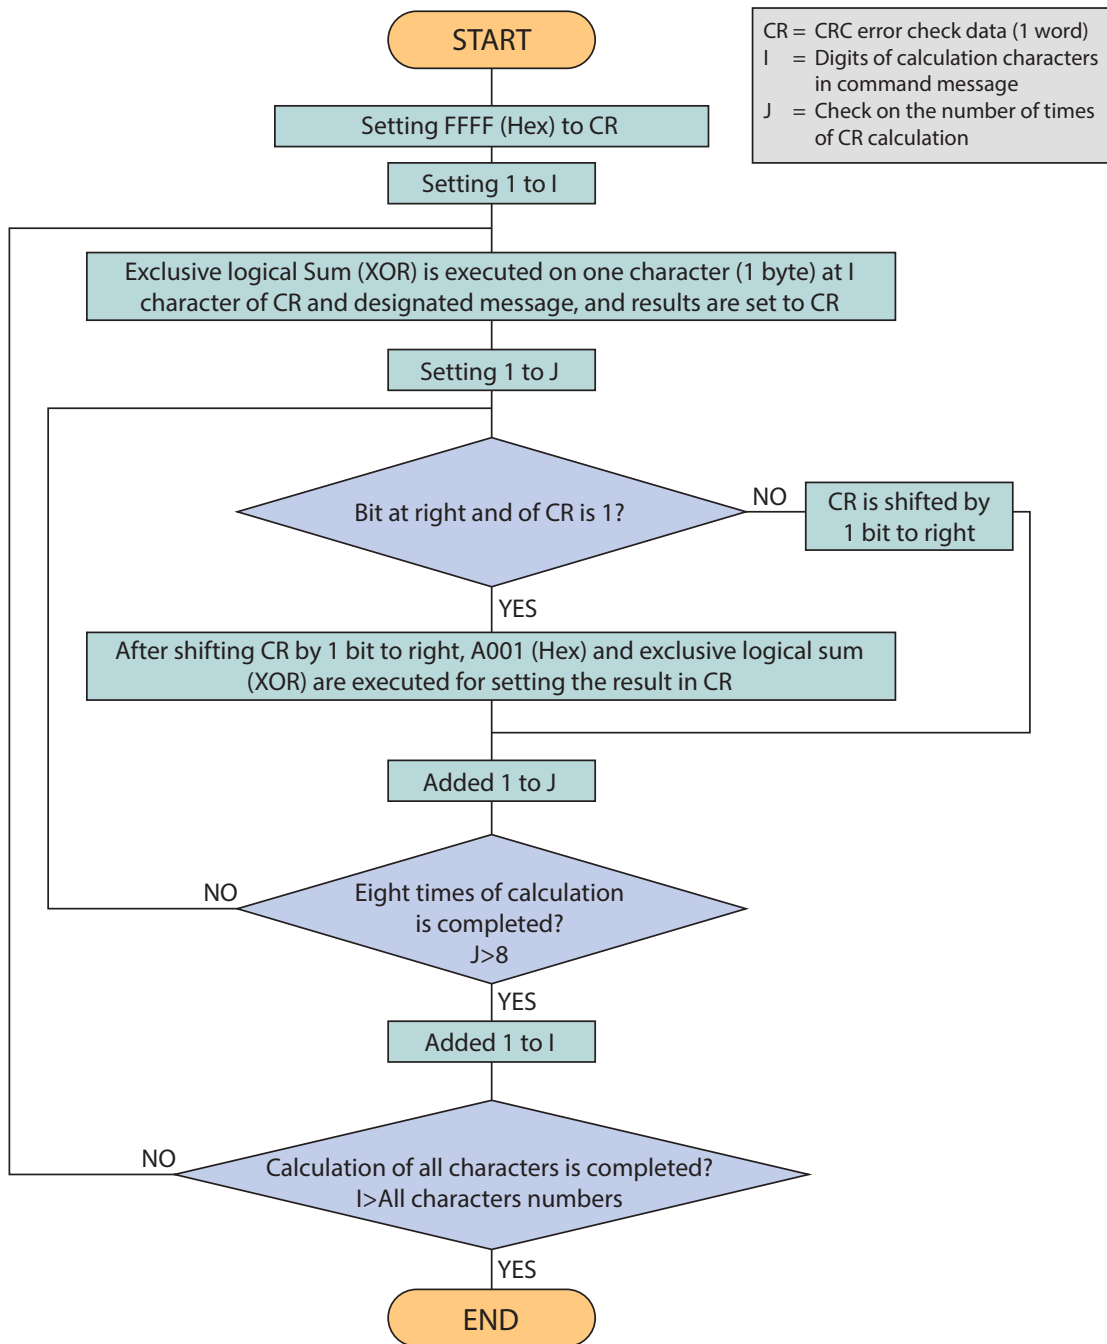 START
CR = CRC error check data (1 word)
I = Digits of calculation characters
in command message
J = Check on the number of times
of CR calculation
Setting FFFF (Hex) to CR
Setting 1 to I
Exclusive logical Sum (XOR) is executed on one character (1 byte) at I
character of CR and designated message, and results are set to CR
Setting 1 to J
Bit at right and of CR is 1?
NO
CR is shifted by
1 bit to right
YES
After shifting CR by 1 bit to right, A001 (Hex) and exclusive logical sum
(XOR) are executed for setting the result in CR
Added 1 to J
NO
Eight times of calculation
is completed?
J>8
YES
Added 1 to I
NO
Calculation of all characters is completed?
I>All characters numbers
YES
END